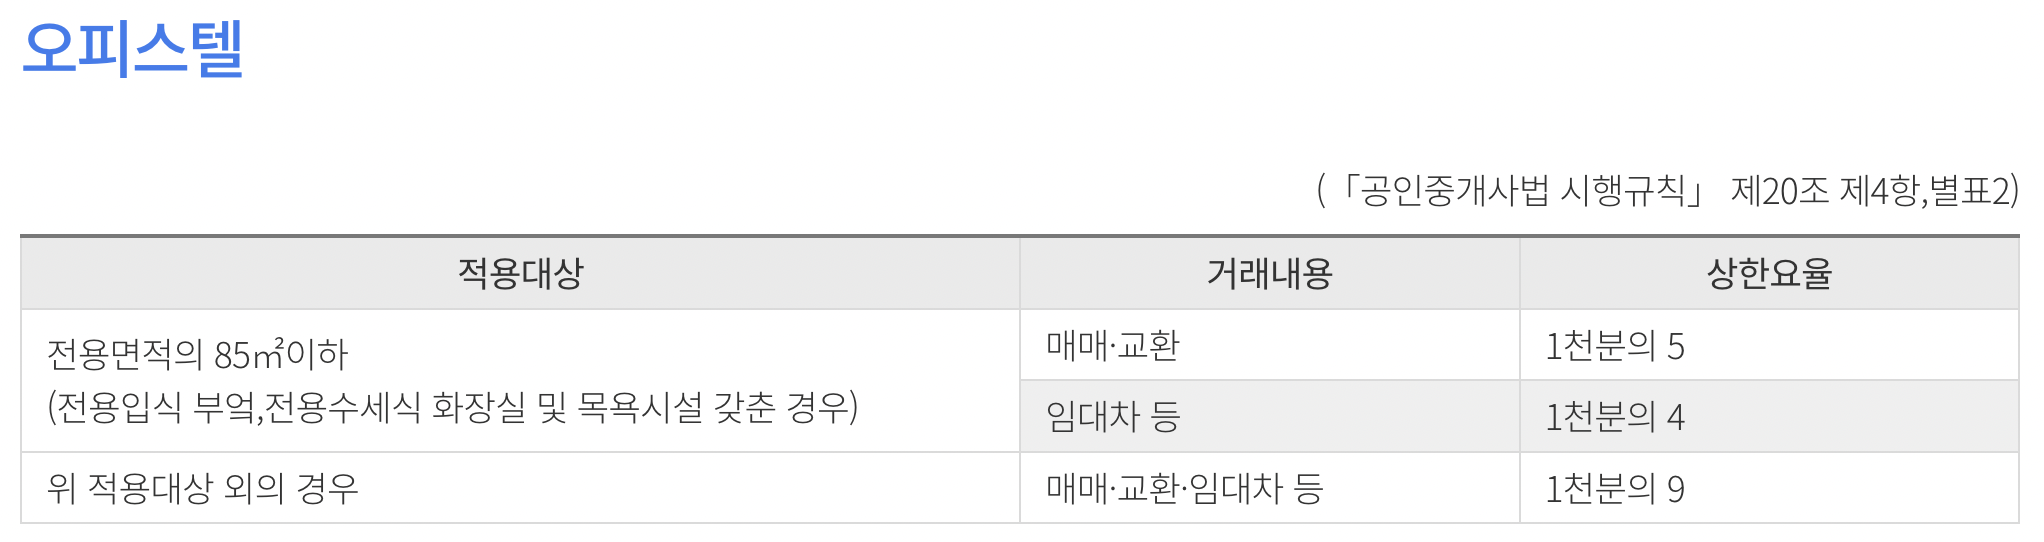 오피스텔
(「공인중개사법 시행규칙」 제20조 제4항,별표2)
적용대상 거래내용 상한요율
전용면적의 85㎡이하
(전용입식 부엌,전용수세식 화장실 및 목욕시설 갖춘 경우)
매매·교환 1천분의 5
임대차 등 1천분의 4
위 적용대상 외의 경우 매매·교환·임대차 등 1천분의 9